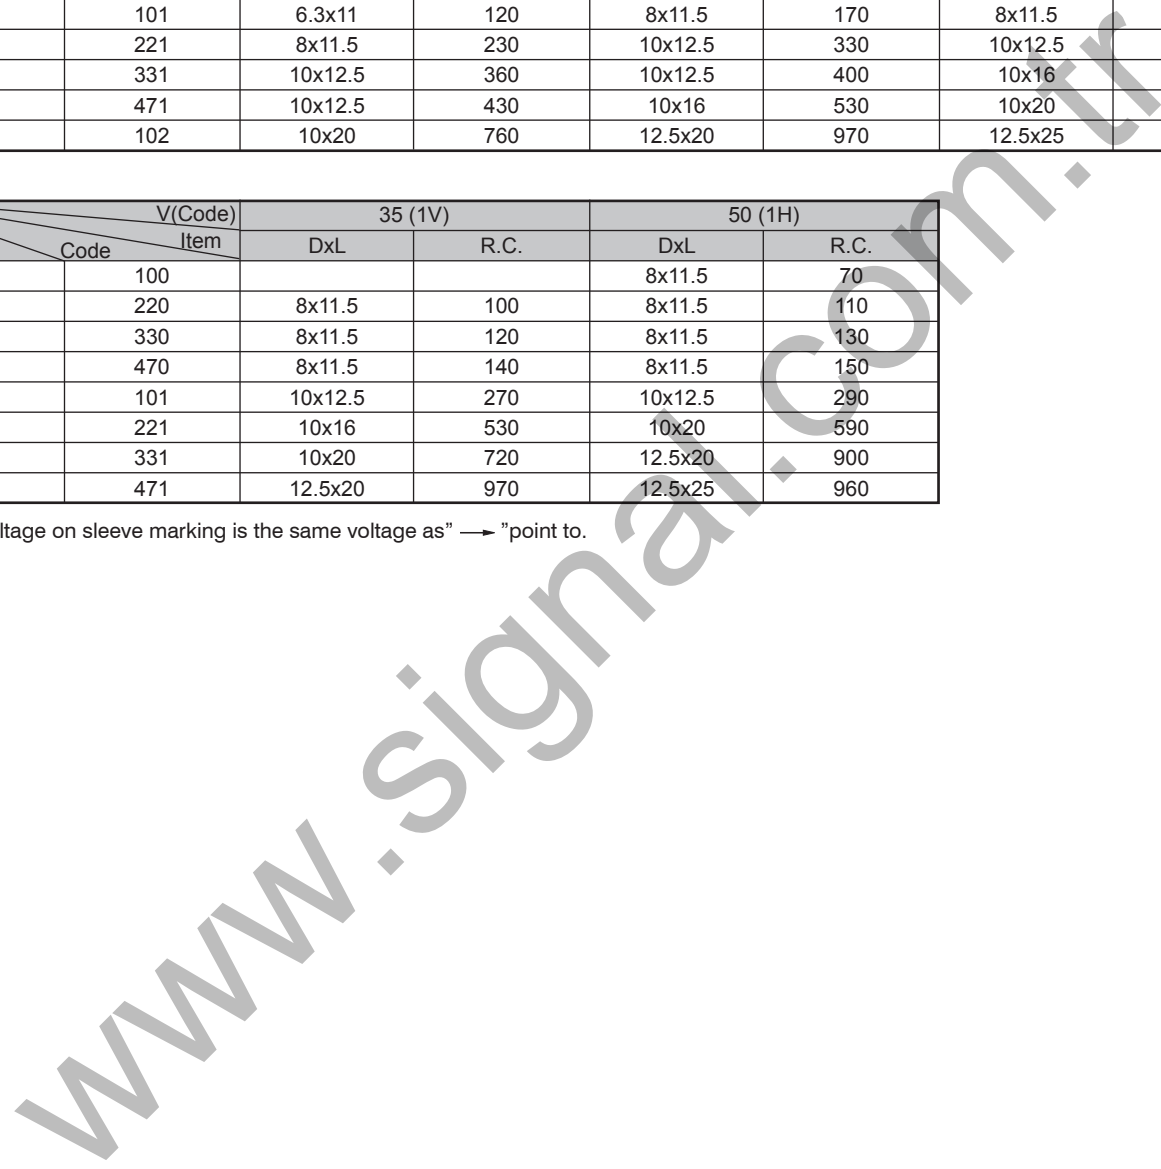 101 6.3x11 120 8x11.5 170 8x11.5
221 8x11.5 230 10x12.5 330 10x12.5
331 10x12.5 360 10x12.5 400 10x16
471 10x12.5 430 10x16 530 10x20
102 10x20 760 12.5x20 970 12.5x25
V(Code) 35 (1V) 50 (1H)
Code Item DxL R.C. DxL R.C.
100 8x11.5 70
220 8x11.5 100 8x11.5 110
330 8x11.5 120 8x11.5 130
470 8x11.5 140 8x11.5 150
101 10x12.5 270 10x12.5 290
221 10x16 530 10x20 590
331 10x20 720 12.5x20 900
471 12.5x20 970 12.5x25 960
ltage on sleeve marking is the same voltage as” → ”point to.
www.signal.com.tr